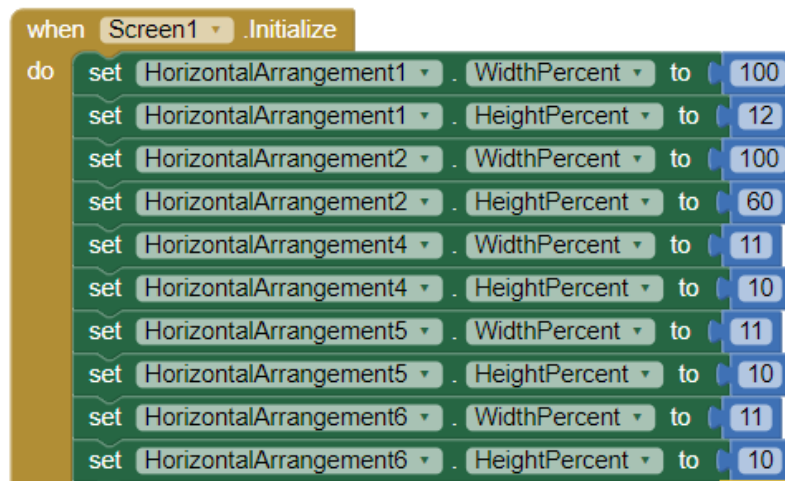 when Screen1 .Initialize
do set HorizontalArrangement1 . WidthPercent to 100
set HorizontalArrangement1 . HeightPercent to 12
set HorizontalArrangement2 . WidthPercent to 100
set HorizontalArrangement2 . HeightPercent to 60
set HorizontalArrangement4 . WidthPercent to 11
set HorizontalArrangement4 . HeightPercent to 10
set HorizontalArrangement5 . WidthPercent to 11
set HorizontalArrangement5 . HeightPercent to 10
set HorizontalArrangement6 . WidthPercent to 11
set HorizontalArrangement6 . HeightPercent to 10